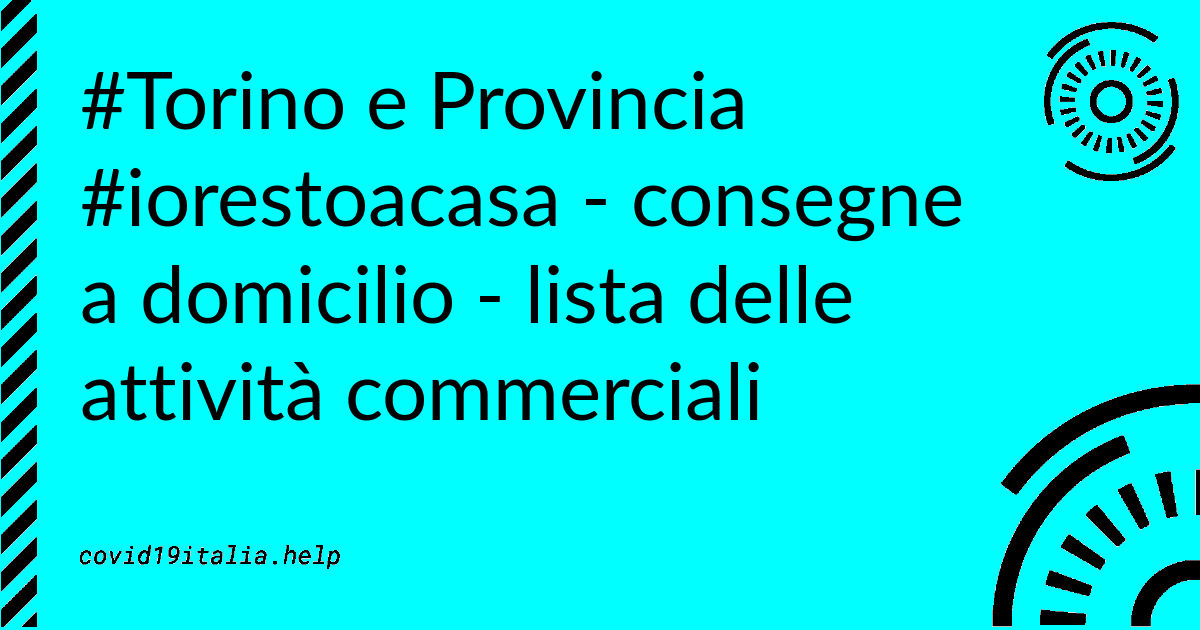 #Torino e Provincia
#iorestoacasa - consegne
a domicilio - lista delle
attività commerciali
covid19italia.help